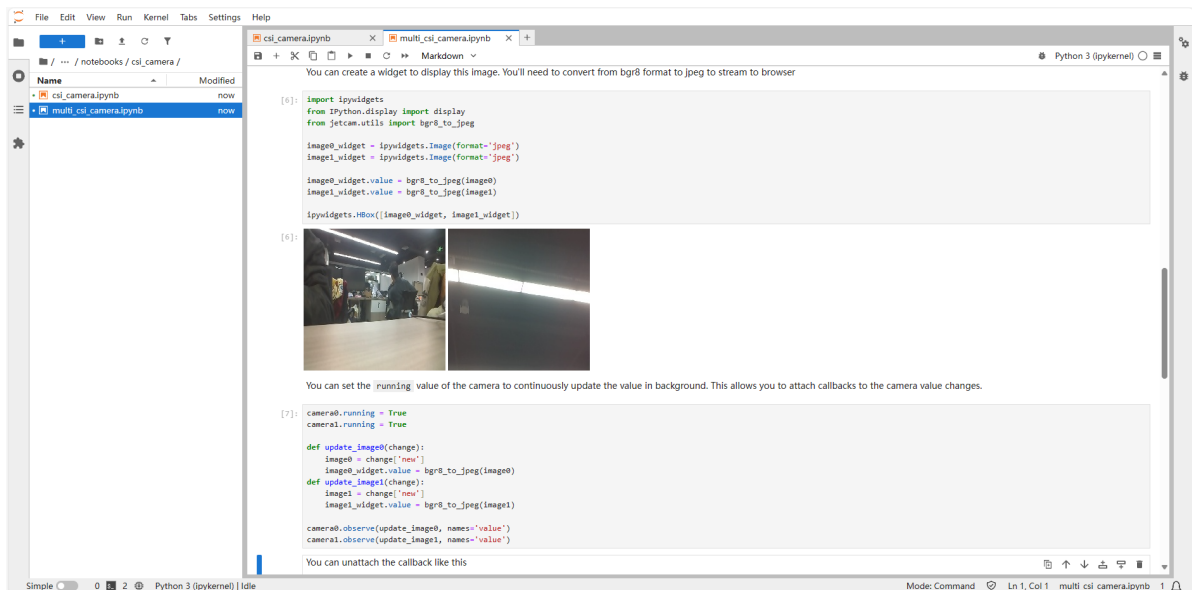 File Edit View Run Kernel Tabs Settings Help
+
/ ··· / notebooks / csi_camera /
Name Modified
csi_camera.ipynb now
multi_csi_camera.ipynb now
csi_camera.ipynb
multi_csi_camera.ipynb
Markdown
Python 3 (ipykernel)
You can create a widget to display this image. You'll need to convert from bgr8 format to jpeg to stream to browser
[6]: import ipywidgets
from IPython.display import display
from jetcam.utils import bgr8_to_jpeg
image0_widget = ipywidgets.Image(format='jpeg')
image1_widget = ipywidgets.Image(format='jpeg')
image0_widget.value = bgr8_to_jpeg(image0)
image1_widget.value = bgr8_to_jpeg(image1)
ipywidgets.HBox([image0_widget, image1_widget])
[6]:
You can set the running value of the camera to continuously update the value in background. This allows you to attach callbacks to the camera value changes.
[7]: camera0.running = True
camera1.running = True
def update_image0(change):
image0 = change['new']
image0_widget.value = bgr8_to_jpeg(image0)
def update_image1(change):
image1 = change['new']
image1_widget.value = bgr8_to_jpeg(image1)
camera0.observe(update_image0, names='value')
camera1.observe(update_image1, names='value')
You can unattach the callback like this
Simple 0 2 Python 3 (ipykernel) | Idle Mode: Command Ln 1, Col 1 multi_csi_camera.ipynb 1